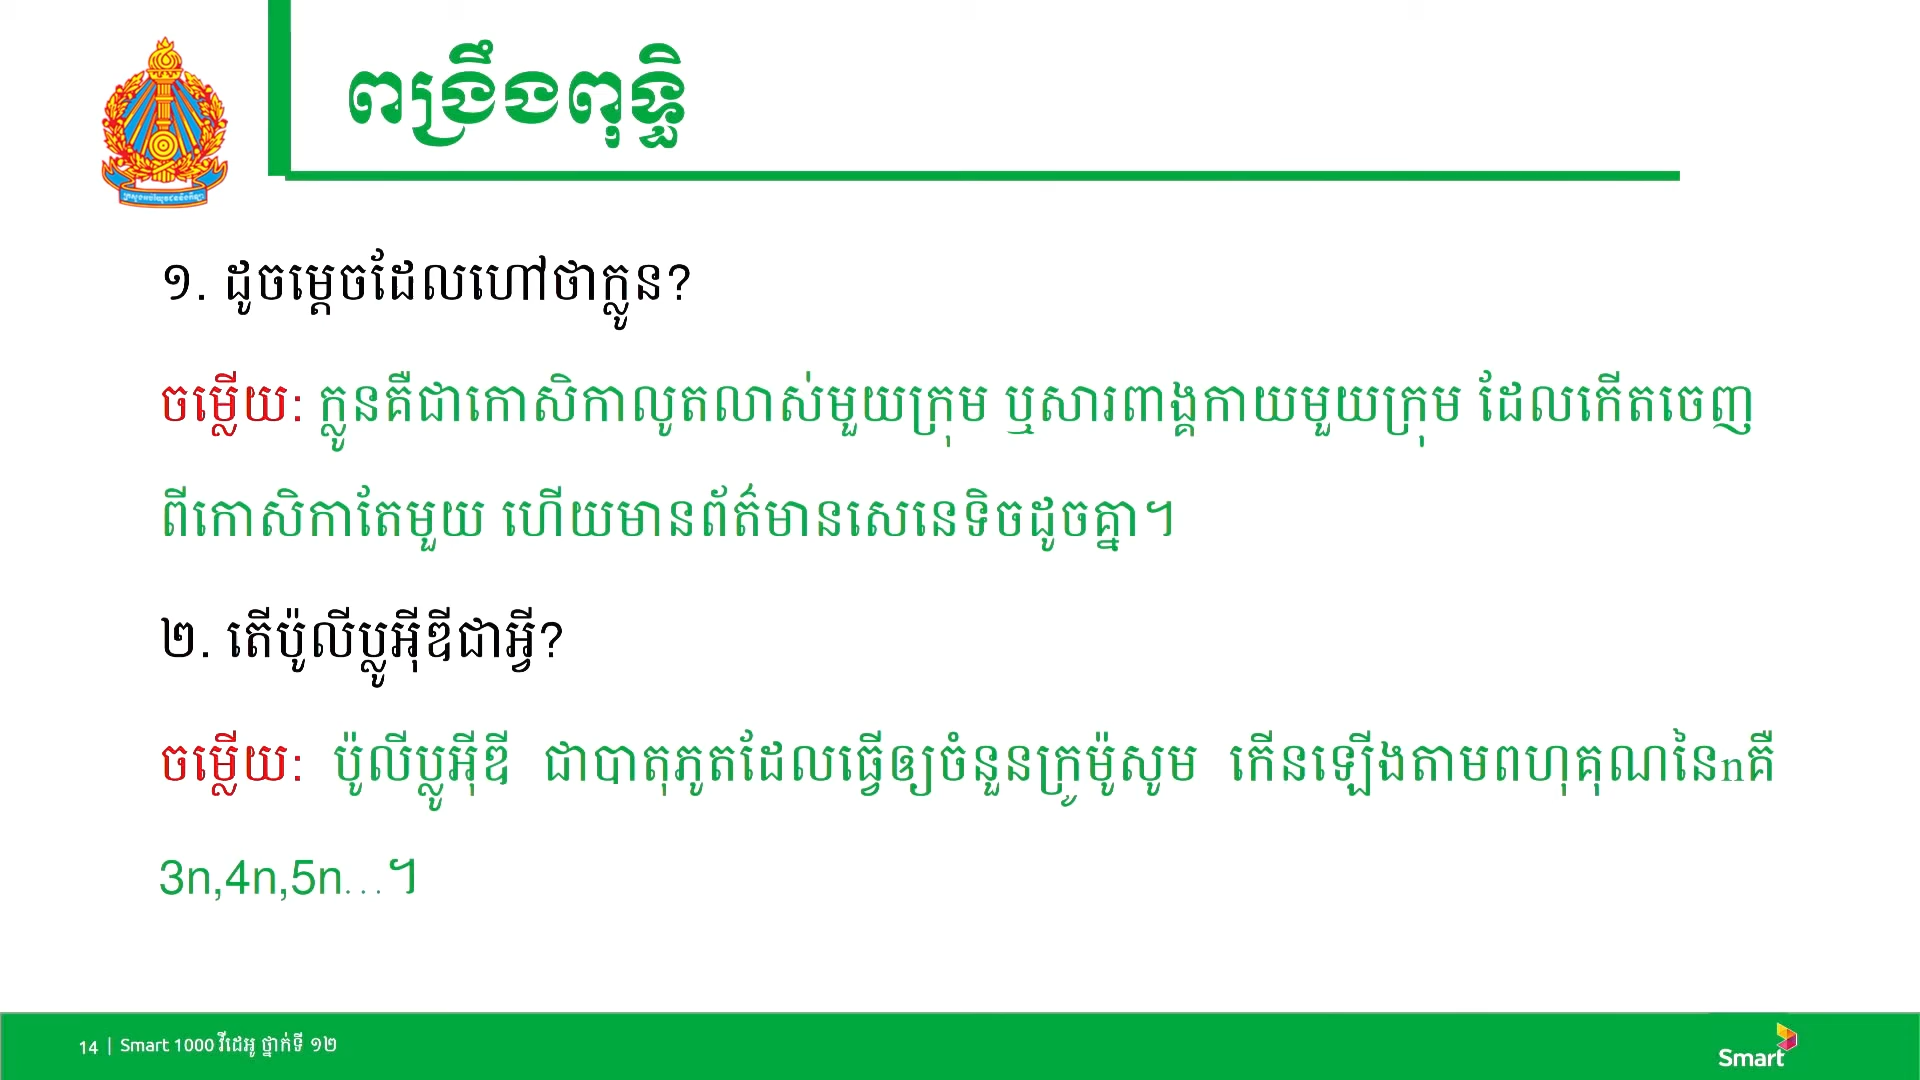 ពង្រឹងពុទ្ធិ
១. ដូចម្ដេចដែលហៅថាក្លូន?
ចម្លើយ: ក្លូនគឺជាកោសិកាលូតលាស់មួយក្រុម ឬសារពាង្គកាយមួយក្រុម ដែលកើតចេញ
ពីកោសិកាតែមួយ ហើយមានព័ត៌មានសេនេទិចដូចគ្នា។
២. តើប៉ូលីប្លូអ៊ីឌីជាអ្វី?
ចម្លើយ: ប៉ូលីប្លូអ៊ីឌី ជាបាតុភូតដែលធ្វើឲ្យចំនួនក្រូម៉ូសូម កើនឡើងតាមពហុគុណនៃnគឺ
3n,4n,5n...។
14 | Smart 1000 វីដេអូ ថ្នាក់ទី ១២
Smart